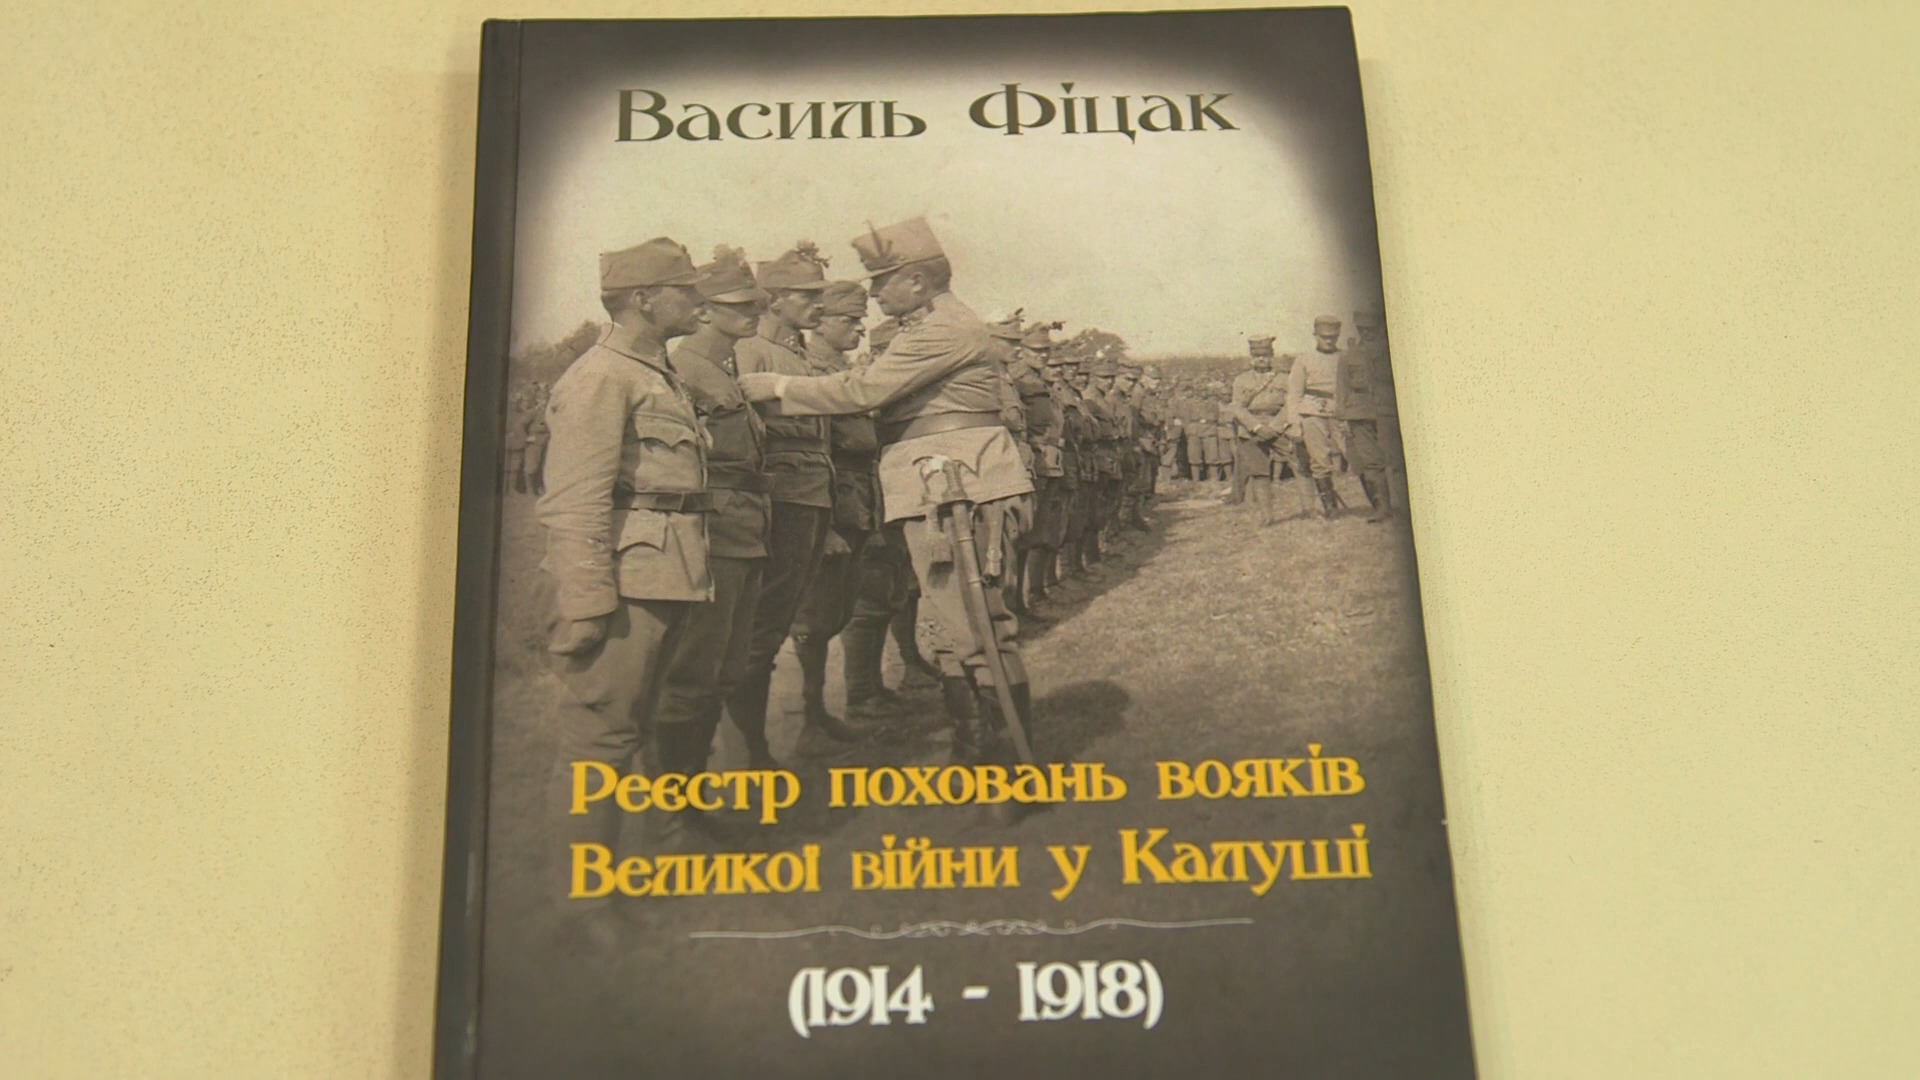 Василь Фіцак
Реєстр поховань вояків
Великої війни у Калуші
(1914 - 1918)